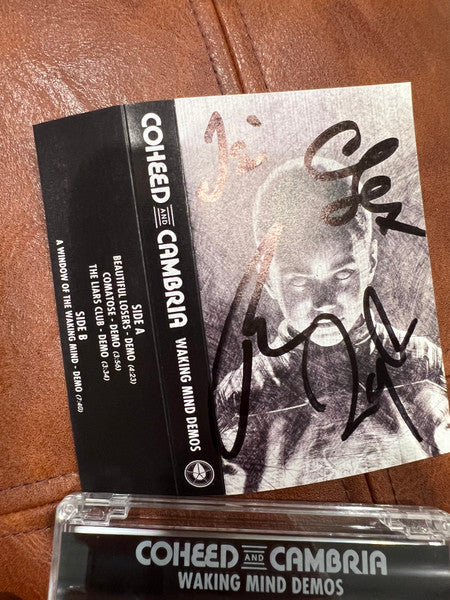 COHEED AND CAMBRIA WAKING MIND DEMOS
SIDE A
BEAUTIFUL LOSERS - DEMO (4:23)
COMATOSE - DEMO (3:56)
THE LIARS CLUB - DEMO (3:34)
SIDE B
A WINDOW OF THE WAKING MIND - DEMO (7:40)
COHEED AND CAMBRIA
WAKING MIND DEMOS